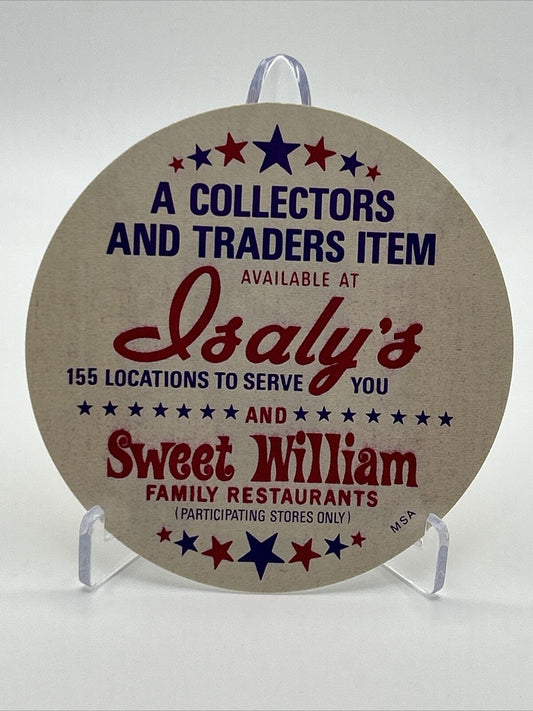 A COLLECTORS
AND TRADERS ITEM
AVAILABLE AT
Isaly's
155 LOCATIONS TO SERVE YOU
AND
Sweet William
FAMILY RESTAURANTS
(PARTICIPATING STORES ONLY)
MSA